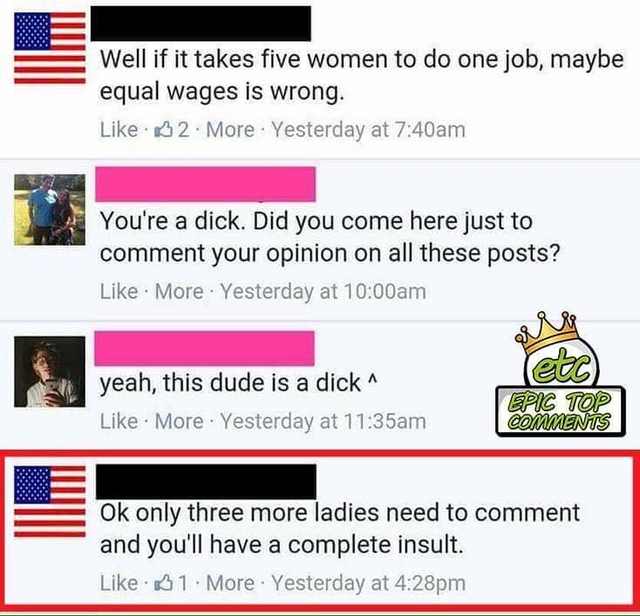 Well if it takes five women to do one job, maybe
equal wages is wrong.
Like · 2 · More · Yesterday at 7:40am
You're a dick. Did you come here just to
comment your opinion on all these posts?
Like · More · Yesterday at 10:00am
yeah, this dude is a dick ^
Like · More · Yesterday at 11:35am
etc
EPIC TOP
COMMENTS
Ok only three more ladies need to comment
and you'll have a complete insult.
Like · 1 · More · Yesterday at 4:28pm